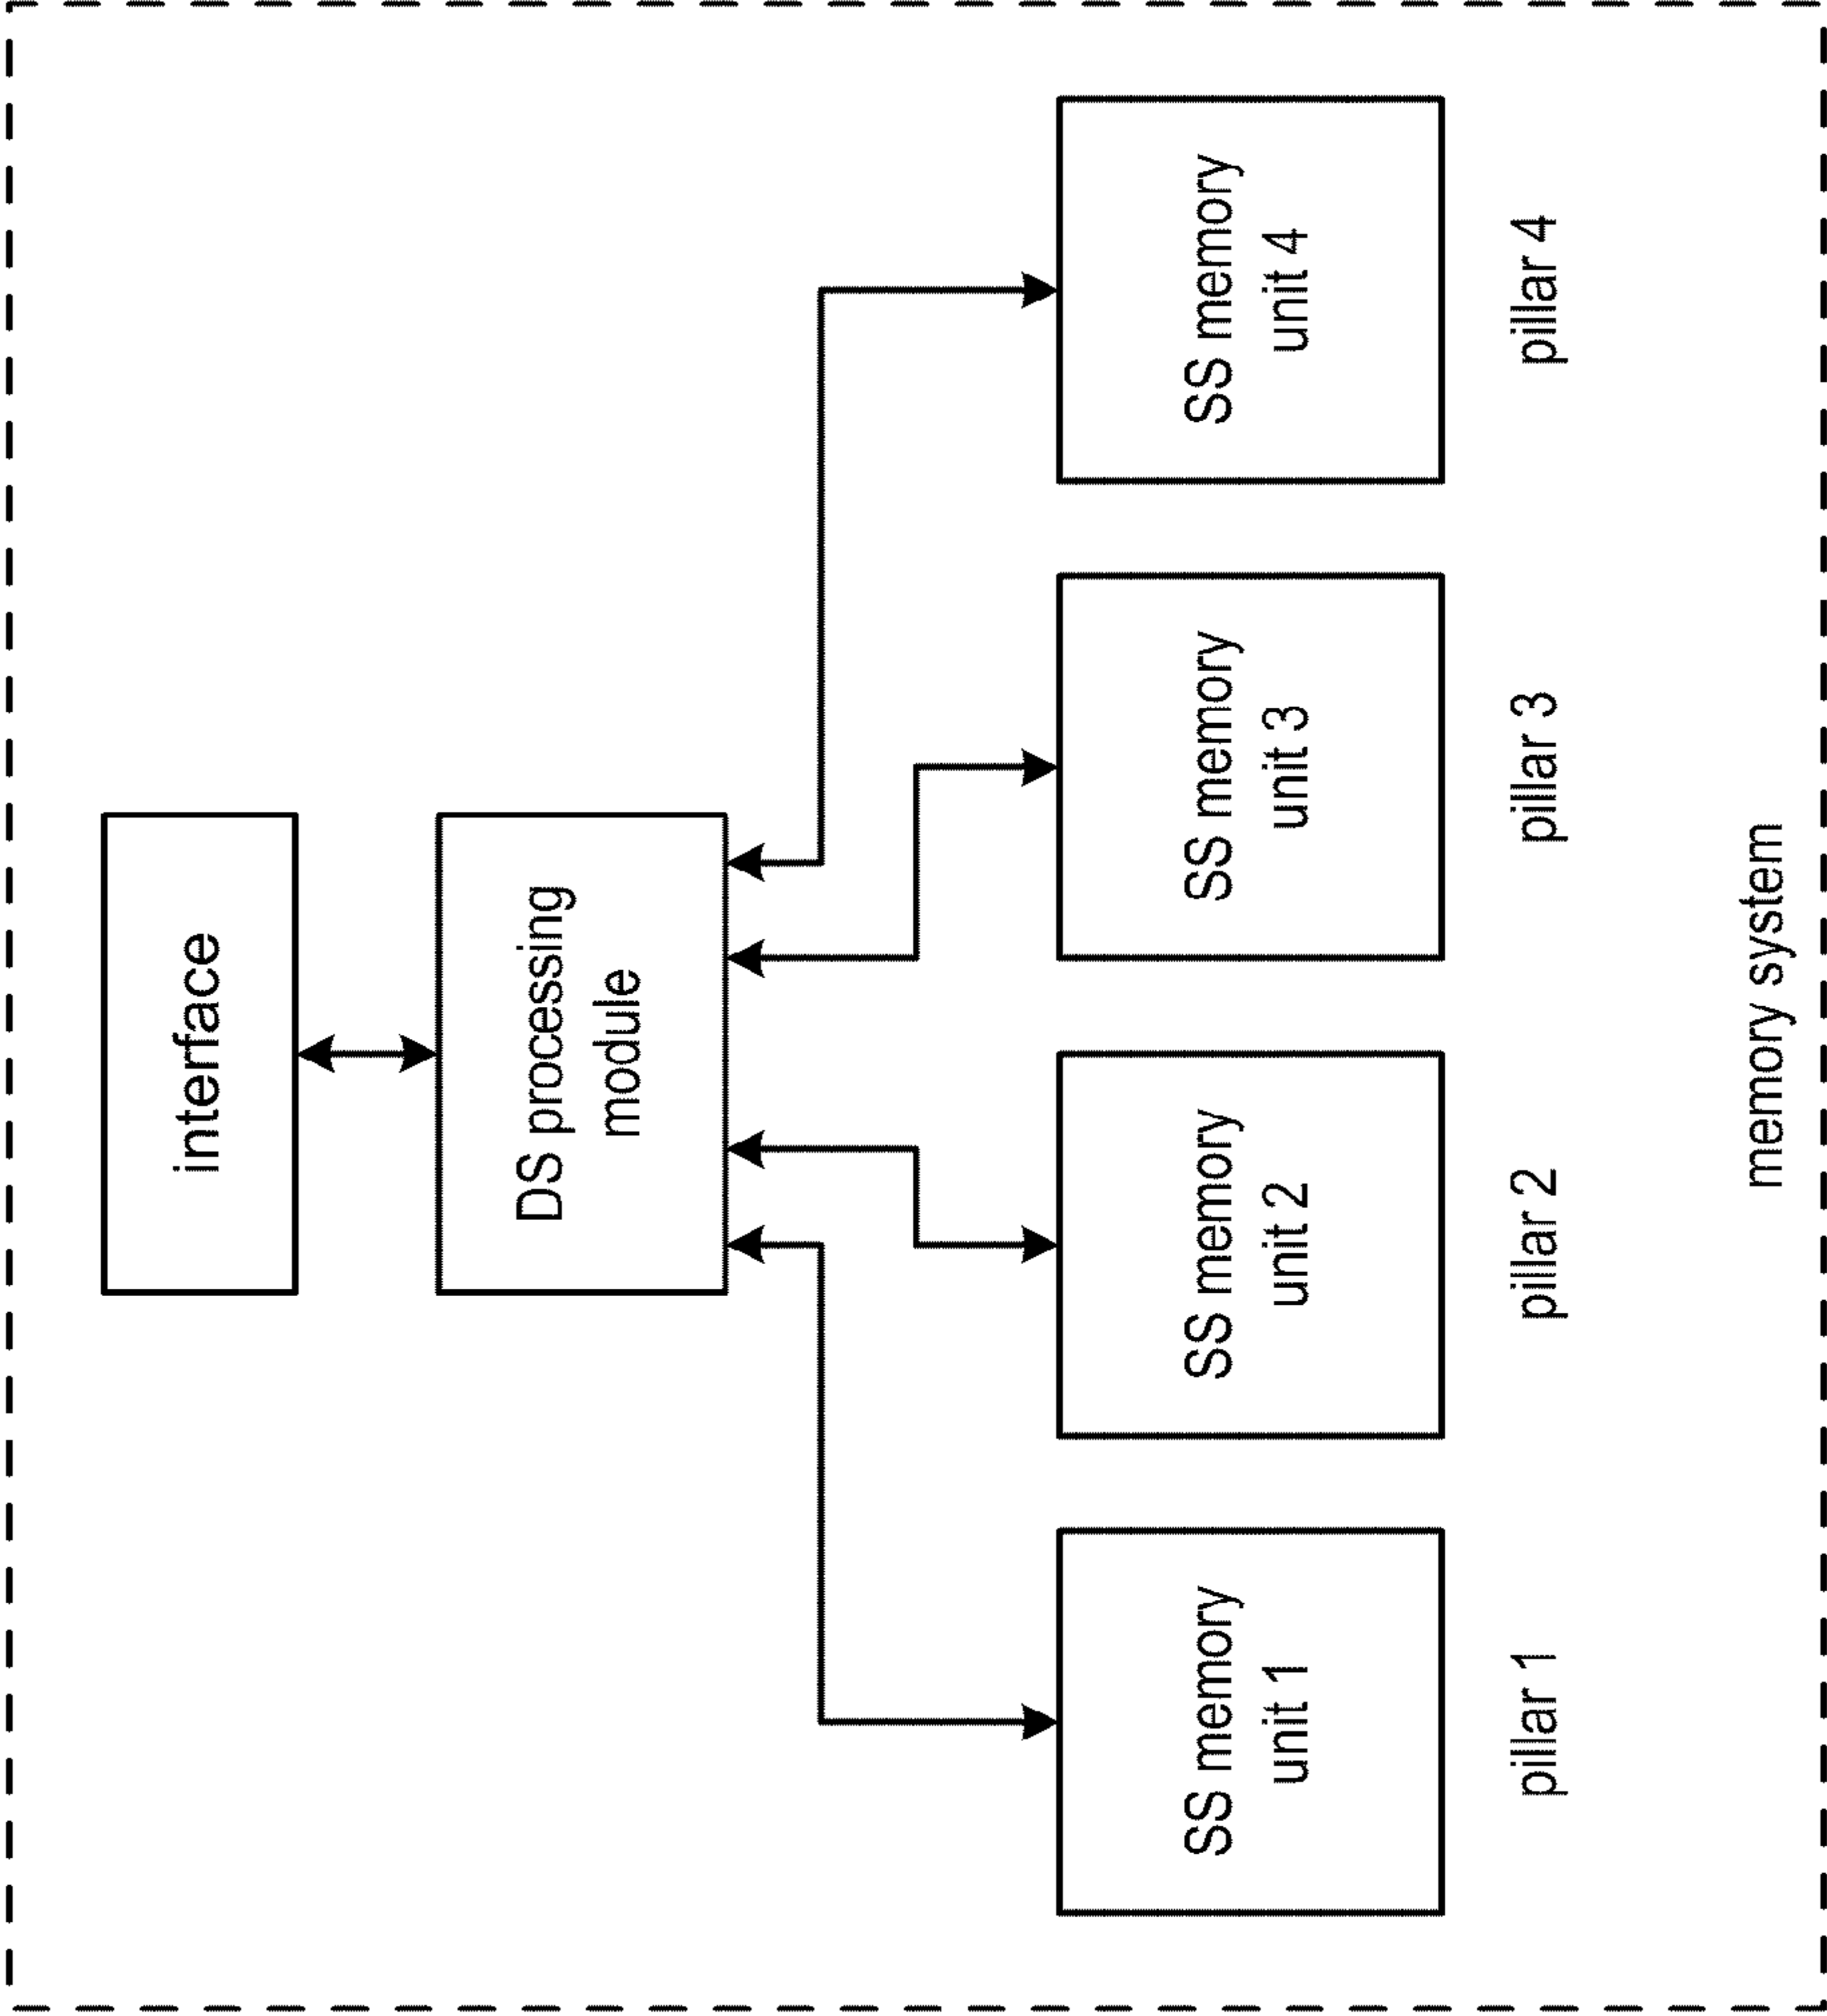 interface
DS processing
module
SS memory
unit 1
SS memory
unit 2
SS memory
unit 3
SS memory
unit 4
pillar 1
pillar 2
pillar 3
pillar 4
memory system